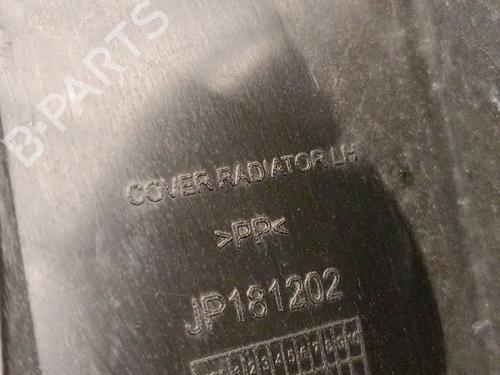 B-PARTS
COVER RADIATOR LH
>PP<
JP181202